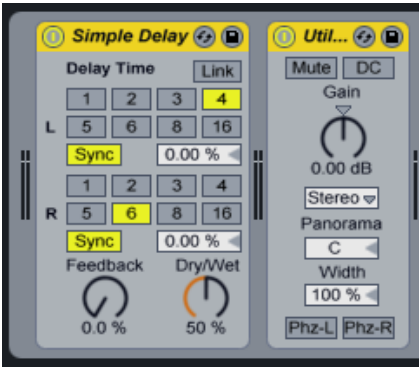 Simple Delay
Delay Time
Link
1 2 3 4
L 5 6 8 16
Sync 0.00 %
1 2 3 4
R 5 6 8 16
Sync 0.00 %
Feedback Dry/Wet
0.0 % 50 %
Util...
Mute DC
Gain
0.00 dB
Stereo
Panorama
C
Width
100 %
Phz-L Phz-R